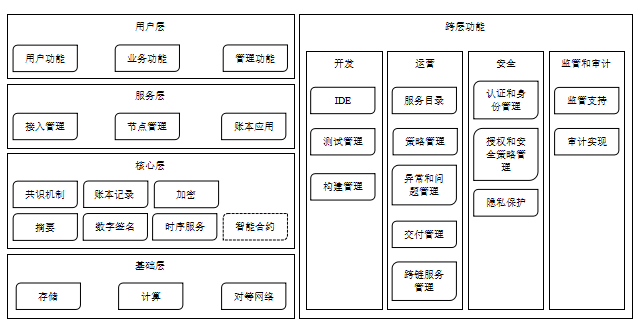 用户层
用户功能
业务功能
管理功能
服务层
接入管理
节点管理
账本应用
核心层
共识机制
账本记录
加密
摘要
数字签名
时序服务
智能合约
基础层
存储
计算
对等网络
跨层功能
开发
IDE
测试管理
构建管理
运营
服务目录
策略管理
异常和问
题管理
交付管理
跨链服务
管理
安全
认证和身
份管理
授权和安
全策略管
理
隐私保护
监管和审计
监管支持
审计实现